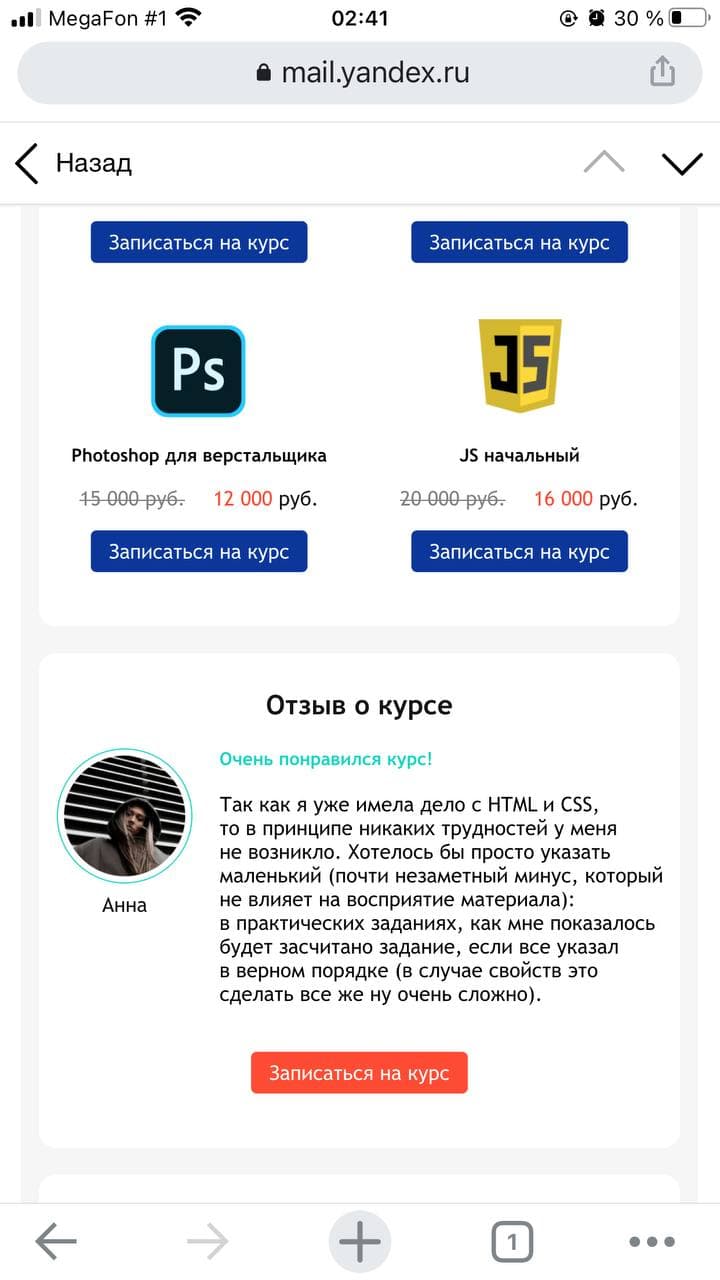 MegaFon #1 02:41 30 %
mail.yandex.ru
Назад
Записаться на курс Записаться на курс
Ps JS
Photoshop для верстальщика JS начальный
15 000 руб. 12 000 руб. 20 000 руб. 16 000 руб.
Записаться на курс Записаться на курс
Отзыв о курсе
Очень понравился курс!
Так как я уже имела дело с HTML и CSS,
то в принципе никаких трудностей у меня
не возникло. Хотелось бы просто указать
маленький (почти незаметный минус, который
не влияет на восприятие материала):
в практических заданиях, как мне показалось
будет засчитано задание, если все указал
в верном порядке (в случае свойств это
сделать все же ну очень сложно).
Анна
Записаться на курс
1